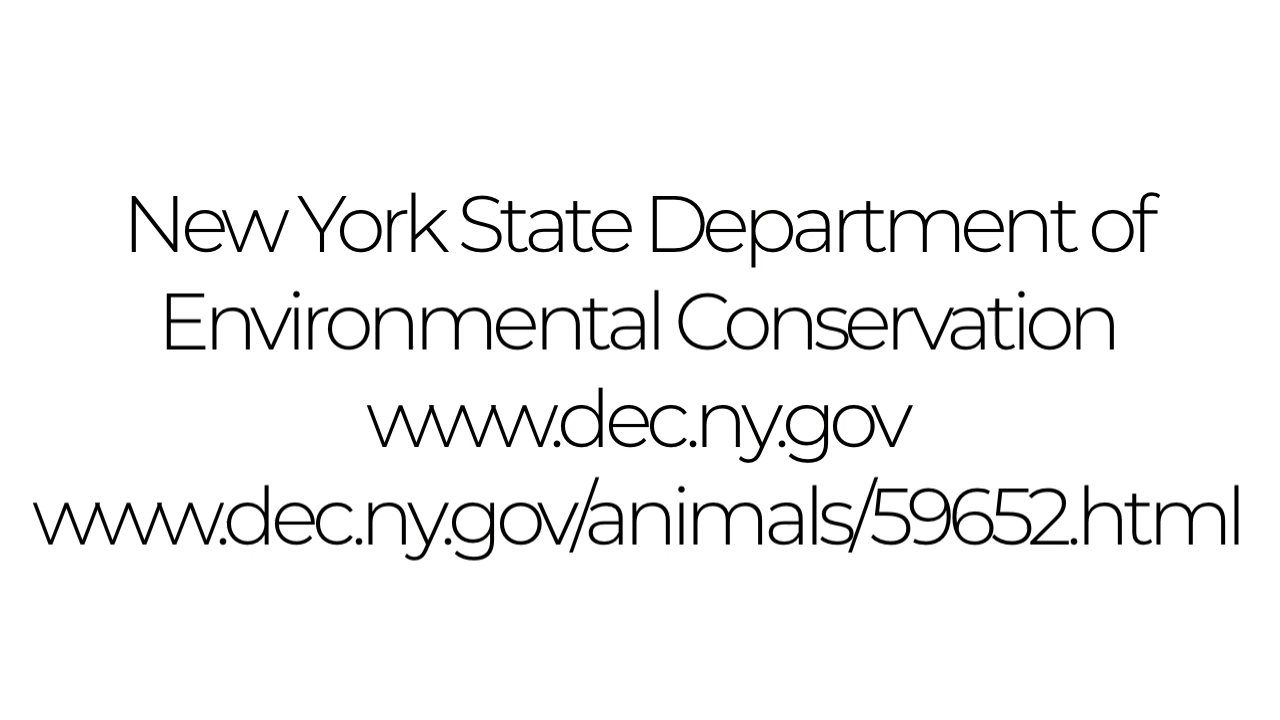 New York State Department of
Environmental Conservation
www.dec.ny.gov
www.dec.ny.gov/animals/59652.html